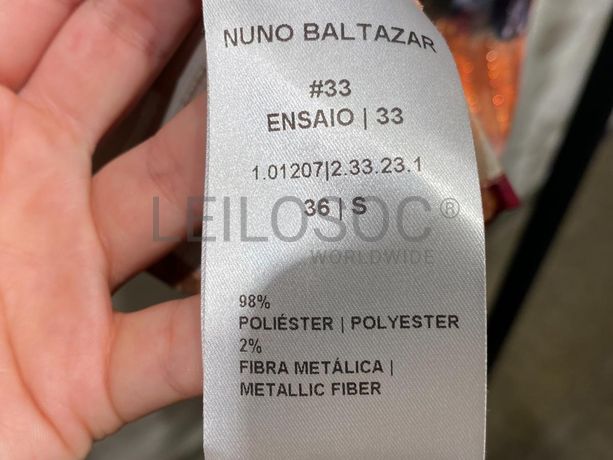 NUNO BALTAZAR
#33
ENSAIO | 33
1.01207|2.33.23.1
36 | S
LEILOSOC®
WORLDWIDE
98%
POLIÉSTER | POLYESTER
2%
FIBRA METÁLICA |
METALLIC FIBER